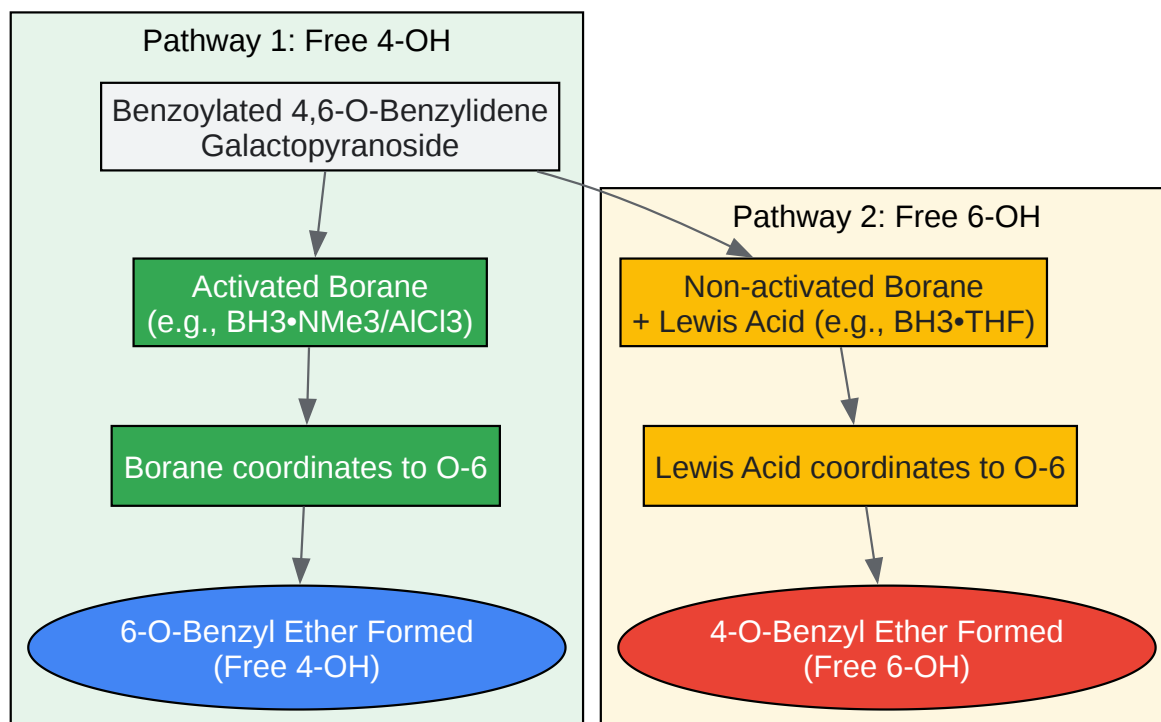 Pathway 1: Free 4-OH
Benzoylated 4,6-O-Benzylidene
Galactopyranoside
Activated Borane
(e.g., BH3•NMe3/AlCl3)
Borane coordinates to O-6
6-O-Benzyl Ether Formed
(Free 4-OH)
Pathway 2: Free 6-OH
Non-activated Borane
+ Lewis Acid (e.g., BH3•THF)
Lewis Acid coordinates to O-6
4-O-Benzyl Ether Formed
(Free 6-OH)